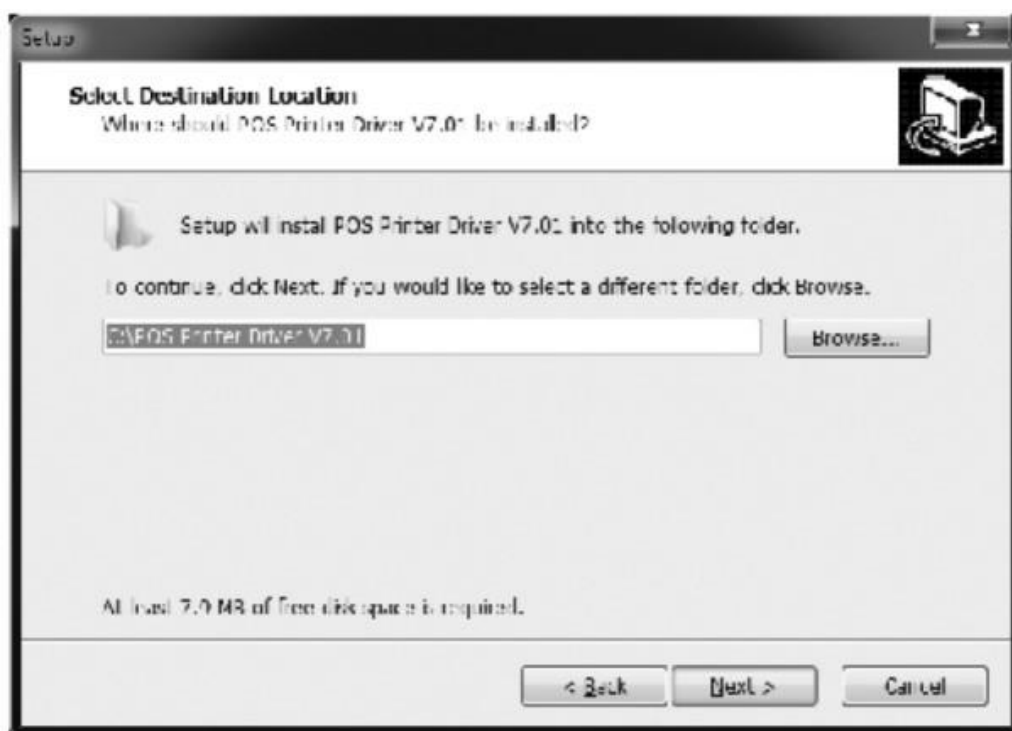 Setup
Select Destination Location
Where should POS Printer Driver V7.01 be installed?
Setup will install POS Printer Driver V7.01 into the following folder.
To continue, click Next. If you would like to select a different folder, click Browse.
C:\POS Printer Driver V7.01
Browse...
At least 7.9 MB of free disk space is required.
< Back
Next >
Cancel